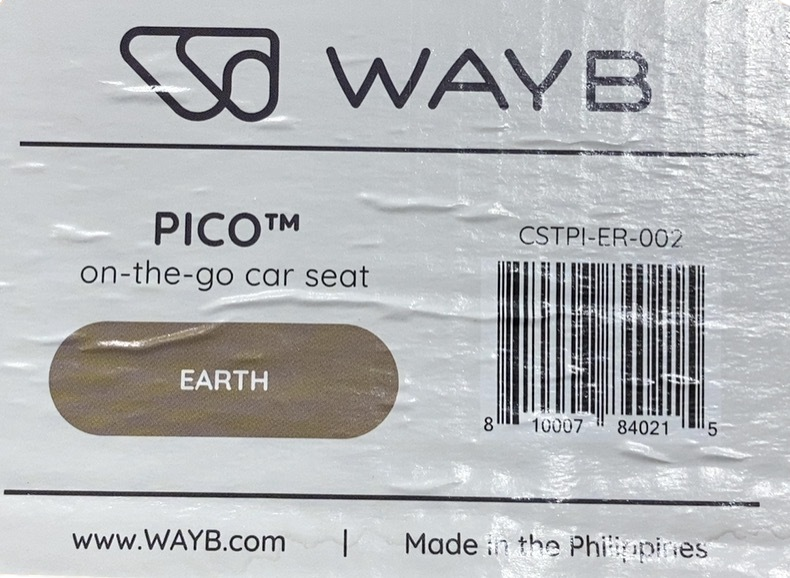 WAYB
PICO™
on-the-go car seat
EARTH
CSTPI-ER-002
8 10007 84021 5
www.WAYB.com | Made in the Philippines